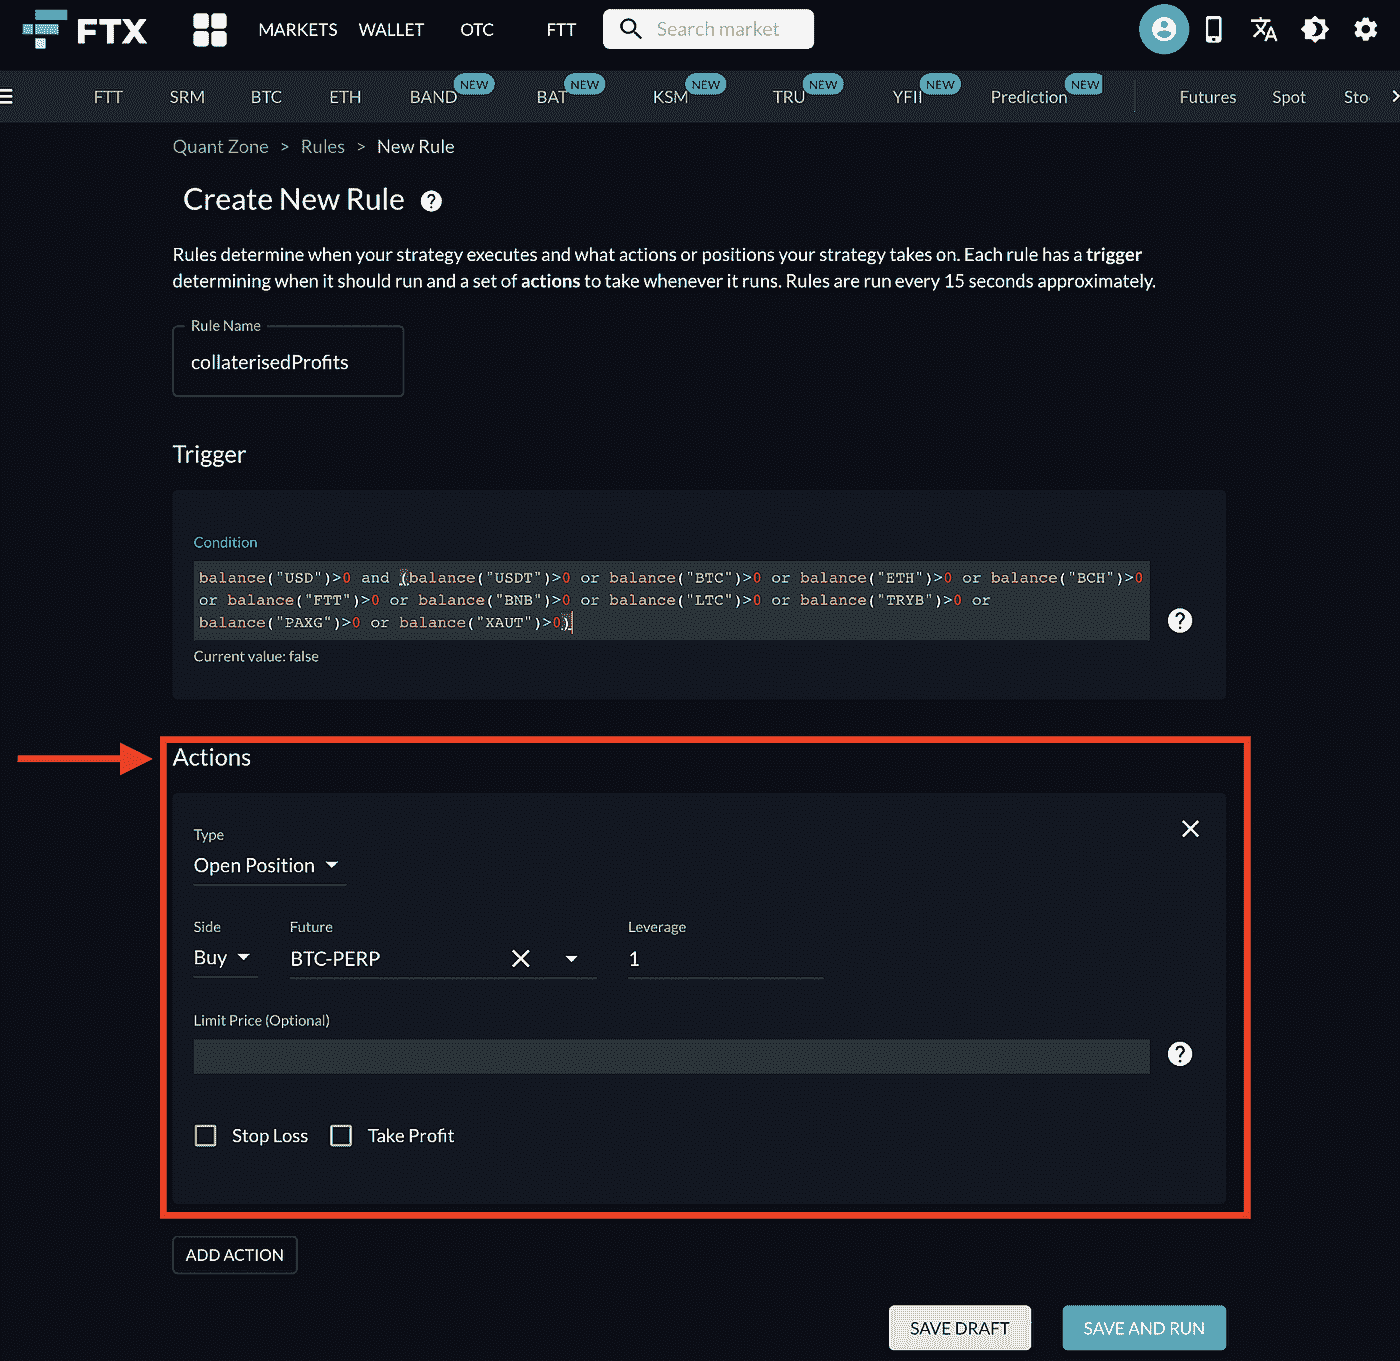 FTX MARKETS WALLET OTC FTT Search market
FTT SRM BTC ETH BAND NEW BAT NEW KSM NEW TRU NEW YFII NEW Prediction NEW Futures Spot Sto
Quant Zone > Rules > New Rule
Create New Rule ?
Rules determine when your strategy executes and what actions or positions your strategy takes on. Each rule has a trigger
determining when it should run and a set of actions to take whenever it runs. Rules are run every 15 seconds approximately.
Rule Name
collaterisedProfits
Trigger
Condition
balance("USD")>0 and (balance("USDT")>0 or balance("BTC")>0 or balance("ETH")>0 or balance("BCH")>0
or balance("FTT")>0 or balance("BNB")>0 or balance("LTC")>0 or balance("TRYB")>0 or
balance("PAXG")>0 or balance("XAUT")>0)
?
Current value: false
Actions
Type
Open Position
Side Future Leverage
Buy BTC-PERP 1
Limit Price (Optional)
?
Stop Loss Take Profit
ADD ACTION
SAVE DRAFT SAVE AND RUN